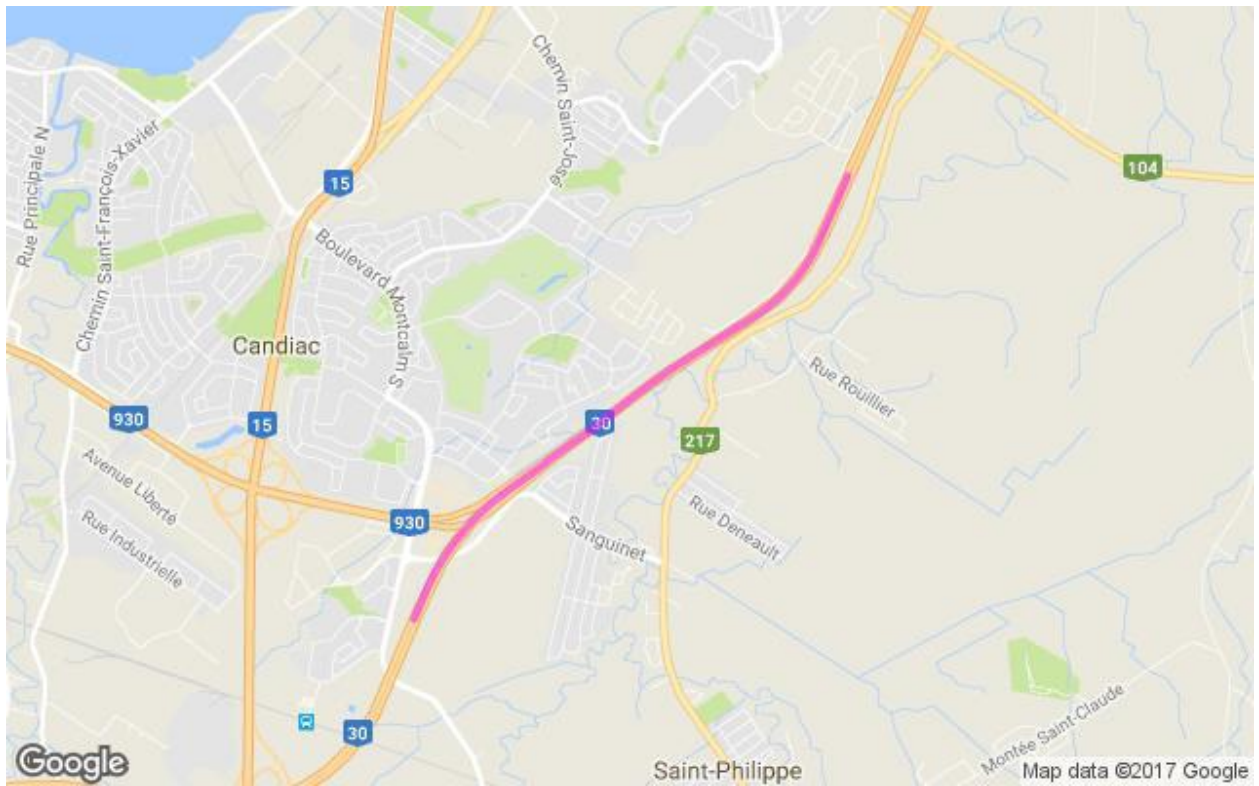 Chemin Saint-José
Rue Principale N
Chemin Saint-François-Xavier
15
104
Boulevard Montcalm S
Candiac
Rue Rouillier
930
15
30
217
Avenue Liberté
Rue Industrielle
930
Sanguinet
Rue Deneault
30
Montée Saint-Claude
Saint-Philippe
Google
Map data ©2017 Google